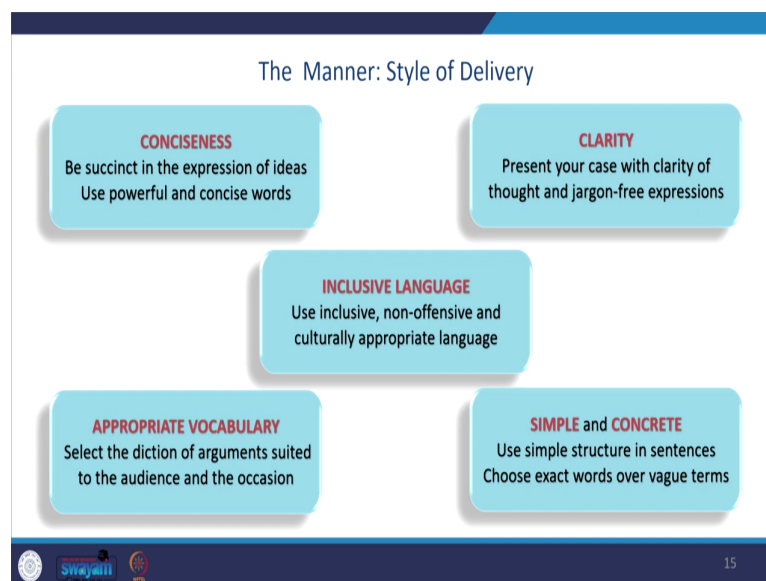 The Manner: Style of Delivery
CONCISENESS
Be succinct in the expression of ideas
Use powerful and concise words
CLARITY
Present your case with clarity of
thought and jargon-free expressions
INCLUSIVE LANGUAGE
Use inclusive, non-offensive and
culturally appropriate language
APPROPRIATE VOCABULARY
Select the diction of arguments suited
to the audience and the occasion
SIMPLE and CONCRETE
Use simple structure in sentences
Choose exact words over vague terms
swayam
15